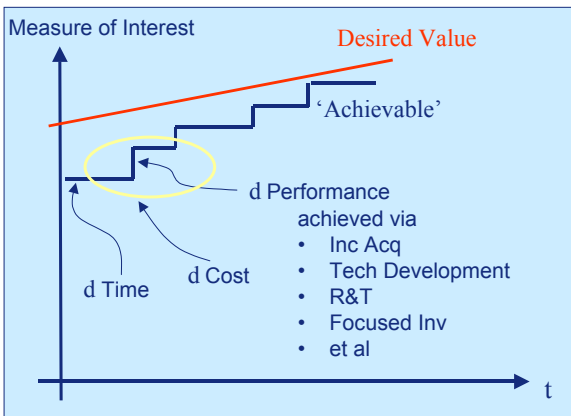 Measure of Interest
Desired Value
‘Achievable’
d Performance
achieved via
• Inc Acq
• Tech Development
• R&T
• Focused Inv
• et al
d Cost
d Time
t